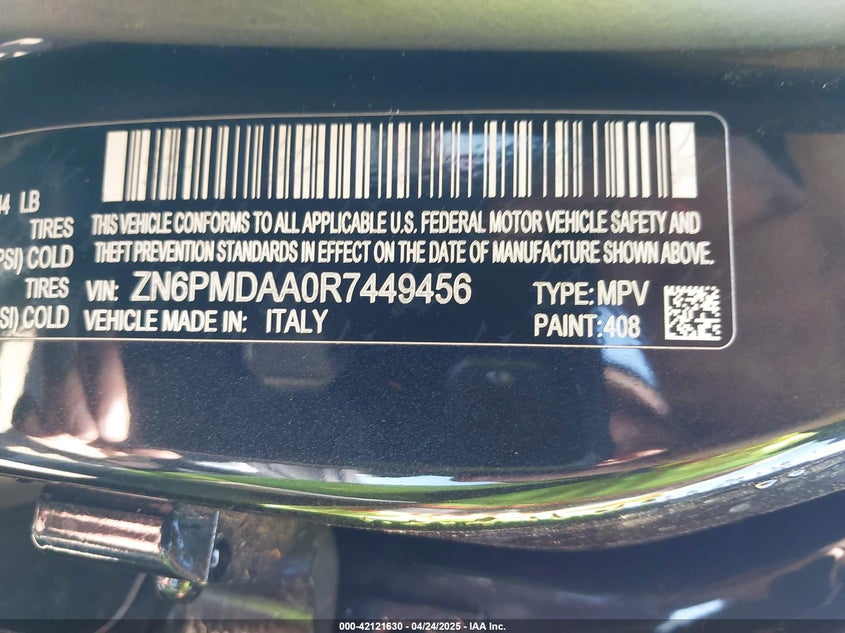 44 LB
TIRES
PSI) COLD
TIRES
SI) COLD
THIS VEHICLE CONFORMS TO ALL APPLICABLE U.S. FEDERAL MOTOR VEHICLE SAFETY AND
THEFT PREVENTION STANDARDS IN EFFECT ON THE DATE OF MANUFACTURE SHOWN ABOVE.
VIN: ZN6PMDAA0R7449456 TYPE: MPV
VEHICLE MADE IN: ITALY PAINT: 408
000-42121630 - 04/24/2025 - IAA Inc.